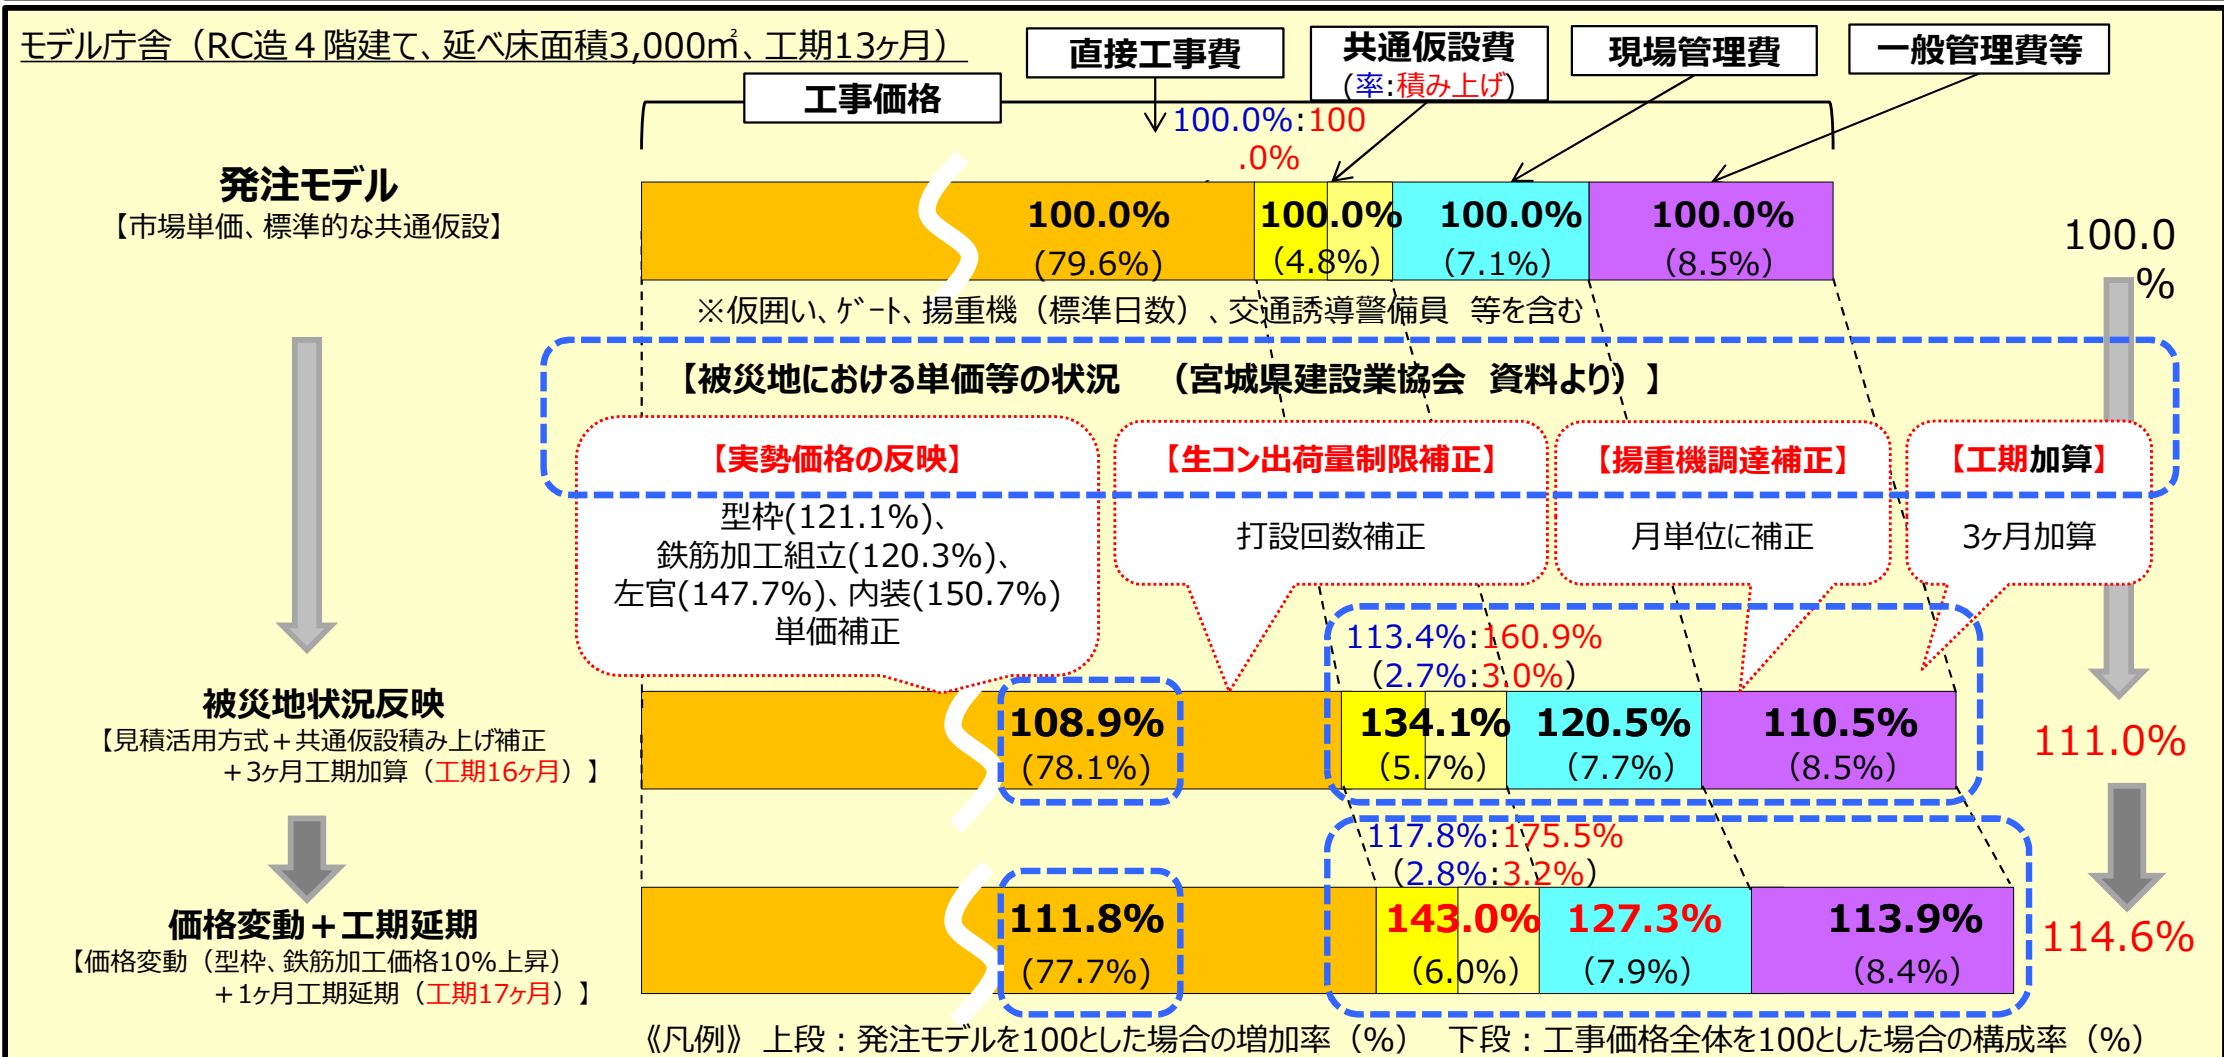 モデル庁舎（RC造４階建て、延べ床面積3,000㎡、工期13ヶ月）
直接工事費
共通仮設費
(率:積み上げ)
現場管理費
一般管理費等
工事価格
100.0%:100
.0%
発注モデル
【市場単価、標準的な共通仮設】
100.0%
(79.6%)
100.0%
(4.8%)
100.0%
(7.1%)
100.0%
(8.5%)
100.0
%
※仮囲い、ゲート、揚重機（標準日数）、交通誘導警備員　等を含む
【被災地における単価等の状況　（宮城県建設業協会　資料より）】
【実勢価格の反映】
型枠(121.1%)、
鉄筋加工組立(120.3%)、
左官(147.7%)、内装(150.7%)
単価補正
【生コン出荷量制限補正】
打設回数補正
【揚重機調達補正】
月単位に補正
【工期加算】
3ヶ月加算
113.4%:160.9%
(2.7%:3.0%)
被災地状況反映
【見積活用方式＋共通仮設積み上げ補正
＋3ヶ月工期加算（工期16ヶ月）】
108.9%
(78.1%)
134.1%
(5.7%)
120.5%
(7.7%)
110.5%
(8.5%)
111.0%
117.8%:175.5%
(2.8%:3.2%)
価格変動＋工期延期
【価格変動（型枠、鉄筋加工価格10%上昇）
＋1ヶ月工期延期（工期17ヶ月）】
111.8%
(77.7%)
143.0%
(6.0%)
127.3%
(7.9%)
113.9%
(8.4%)
114.6%
《凡例》 上段：発注モデルを100とした場合の増加率（%）　下段：工事価格全体を100とした場合の構成率（%）